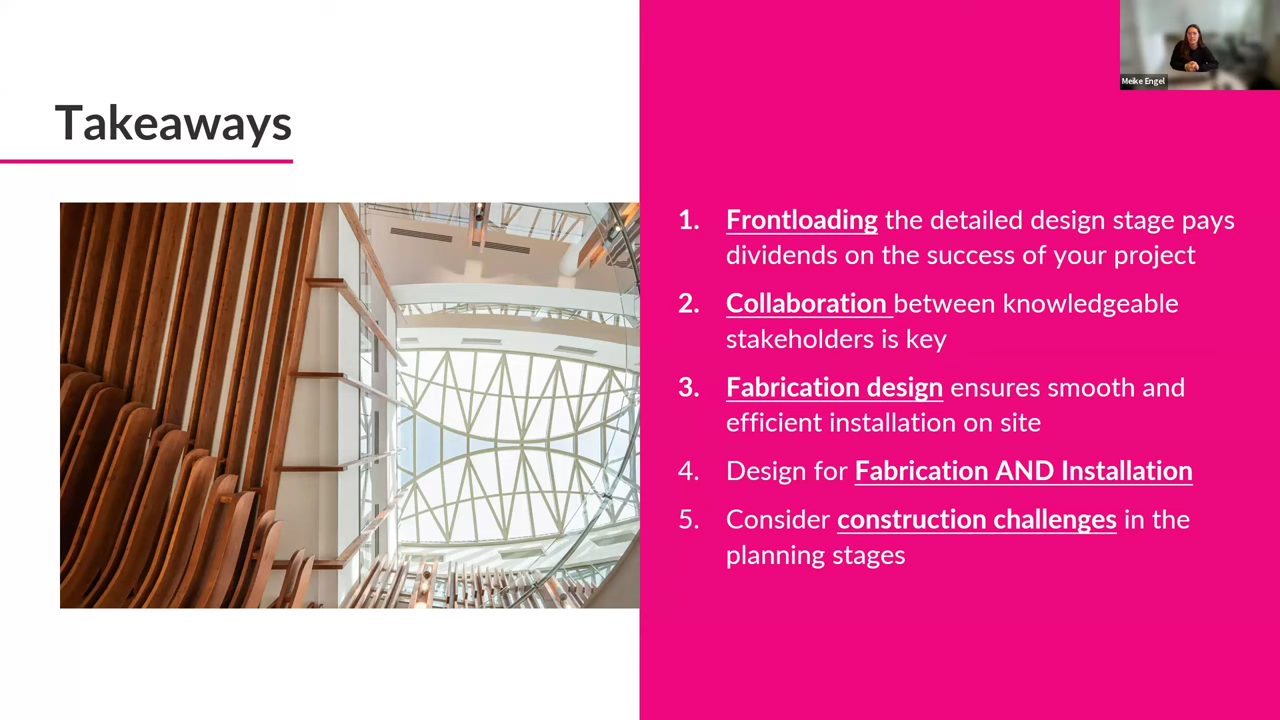 Meike Engel
Takeaways
1. Frontloading the detailed design stage pays
dividends on the success of your project
2. Collaboration between knowledgeable
stakeholders is key
3. Fabrication design ensures smooth and
efficient installation on site
4. Design for Fabrication AND Installation
5. Consider construction challenges in the
planning stages